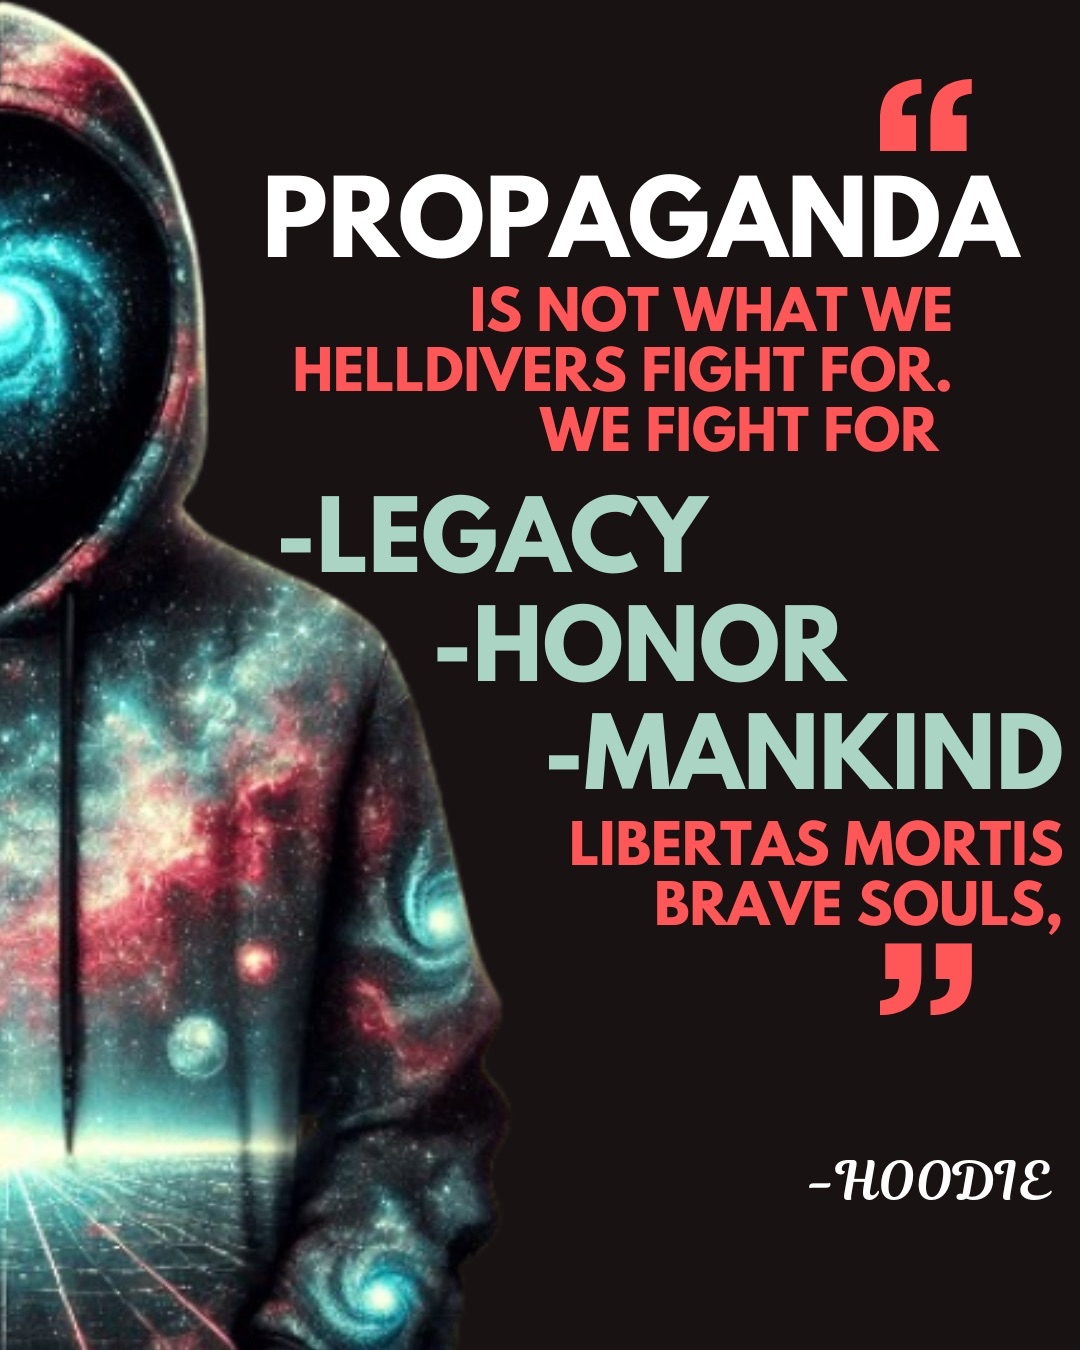 “
PROPAGANDA
IS NOT WHAT WE
HELLDIVERS FIGHT FOR.
WE FIGHT FOR
-LEGACY
-HONOR
-MANKIND
LIBERTAS MORTIS
BRAVE SOULS,
”
-HOODIE